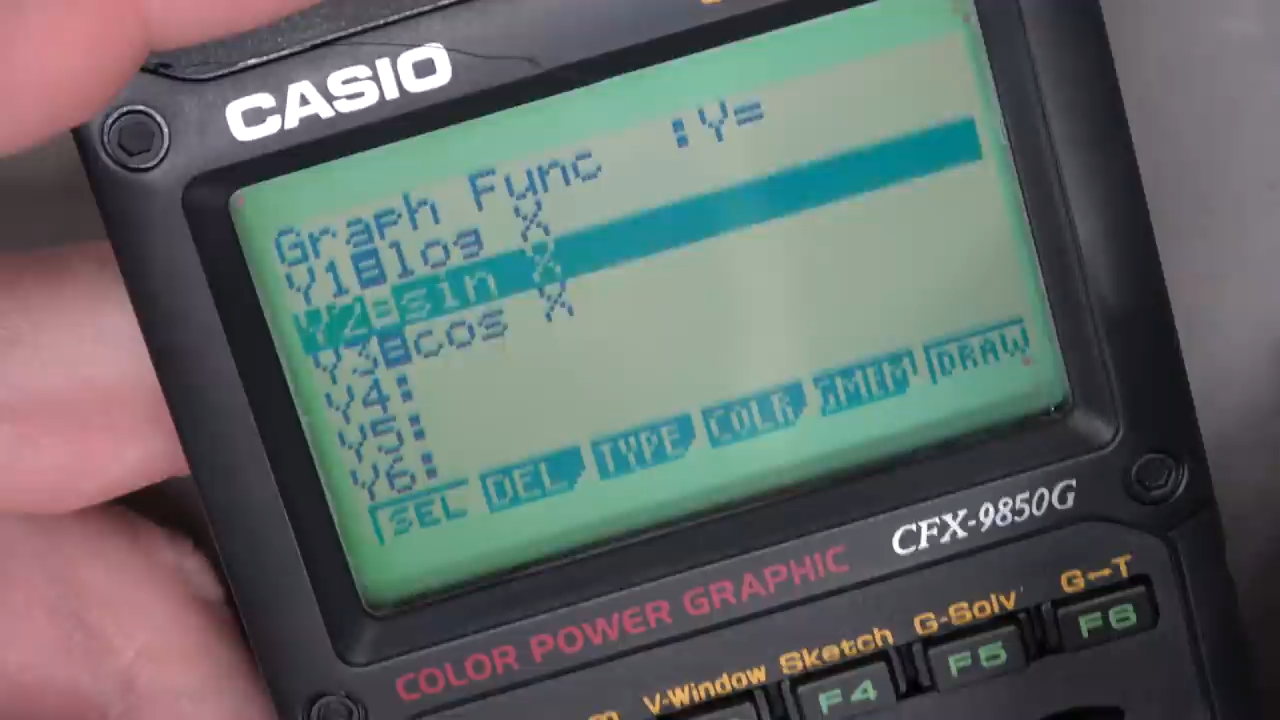 CASIO
Graph Func :Y=
Y1=log X
Y2=sin X
Y3=cos X
Y4:
Y5:
Y6:
SEL DEL TYPE COLR GMEM DRAW
COLOR POWER GRAPHIC CFX-9850G
V-Window Sketch G-Solv G↔T
F4 F5 F6